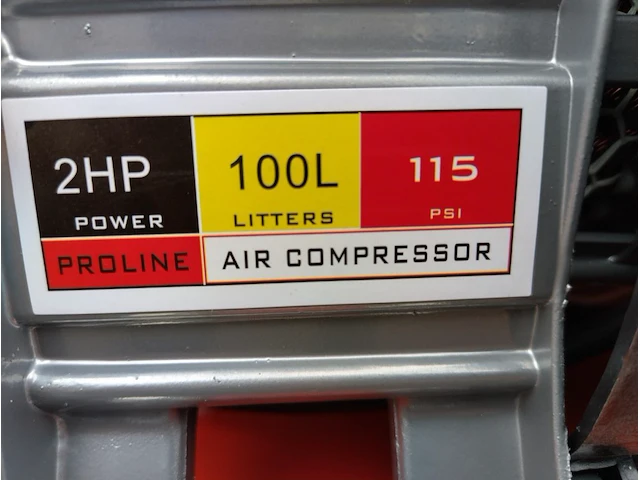 2HP 100L 115
POWER LITTERS PSI
PROLINE AIR COMPRESSOR